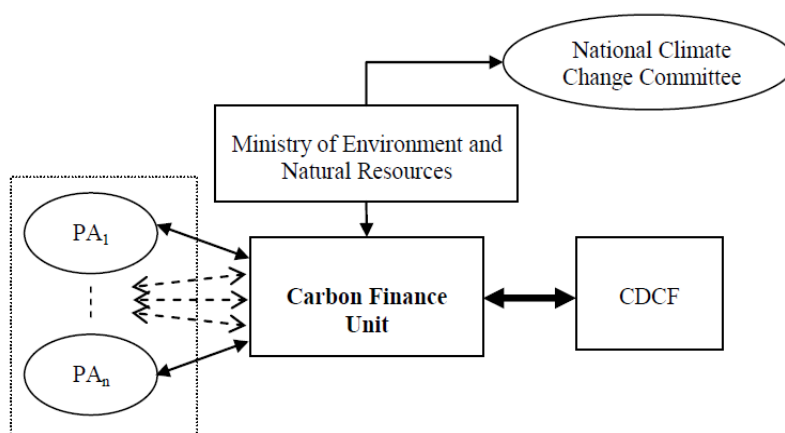 National Climate
Change Committee
Ministry of Environment and
Natural Resources
PA₁
Carbon Finance
Unit
CDCF
PAₙ